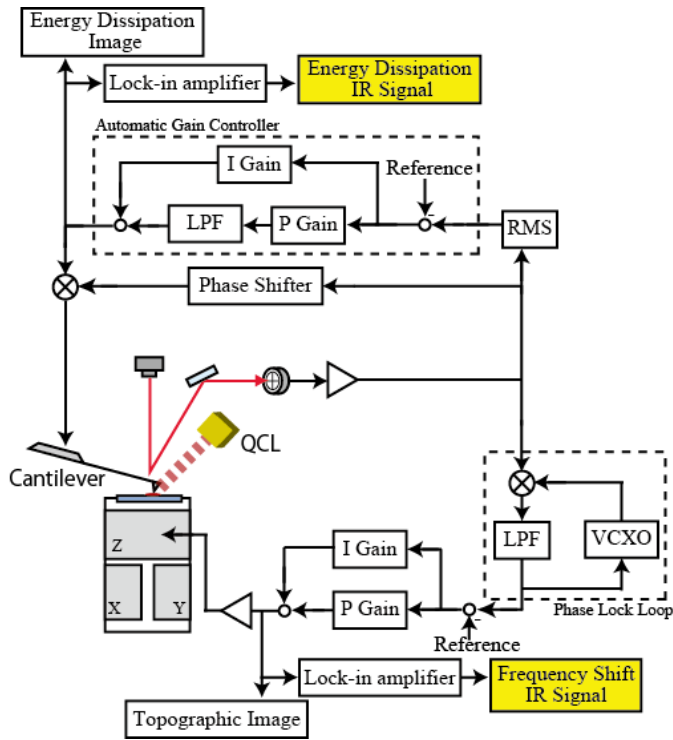 Energy Dissipation
Image
Lock-in amplifier
Energy Dissipation
IR Signal
Automatic Gain Controller
I Gain
Reference
LPF
P Gain
-
RMS
Phase Shifter
QCL
Cantilever
Z
X
Y
I Gain
P Gain
LPF
VCXO
-
Reference
Phase Lock Loop
Lock-in amplifier
Frequency Shift
IR Signal
Topographic Image